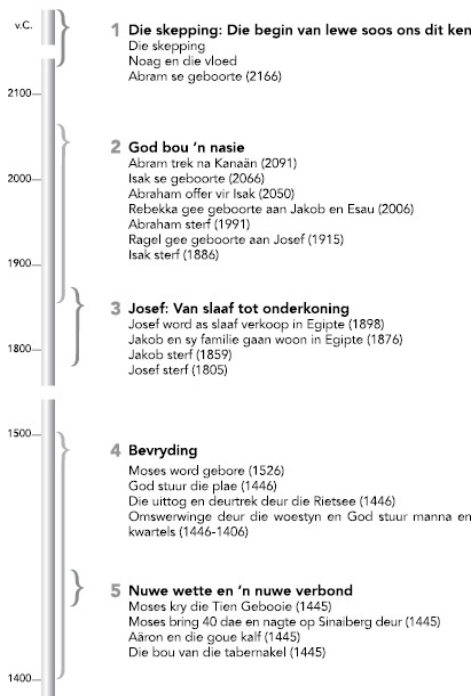 v.C.
1 Die skepping: Die begin van lewe soos ons dit ken
Die skepping
Noag en die vloed
Abram se geboorte (2166)
2100
2 God bou 'n nasie
Abram trek na Kanaän (2091)
2000
Isak se geboorte (2066)
Abraham offer vir Isak (2050)
Rebekka gee geboorte aan Jakob en Esau (2006)
Abraham sterf (1991)
Ragel gee geboorte aan Josef (1915)
1900
Isak sterf (1886)
3 Josef: Van slaaf tot onderkoning
Josef word as slaaf verkoop in Egipte (1898)
1800
Jakob en sy familie gaan woon in Egipte (1876)
Jakob sterf (1859)
Josef sterf (1805)
1500
4 Bevryding
Moses word gebore (1526)
God stuur die plae (1446)
Die uittog en deurtrek deur die Rietsee (1446)
Omswerwinge deur die woestyn en God stuur manna en
kwartels (1446-1406)
5 Nuwe wette en 'n nuwe verbond
Moses kry die Tien Gebooie (1445)
Moses bring 40 dae en nagte op Sinaiberg deur (1445)
Aäron en die goue kalf (1445)
Die bou van die tabernakel (1445)
1400